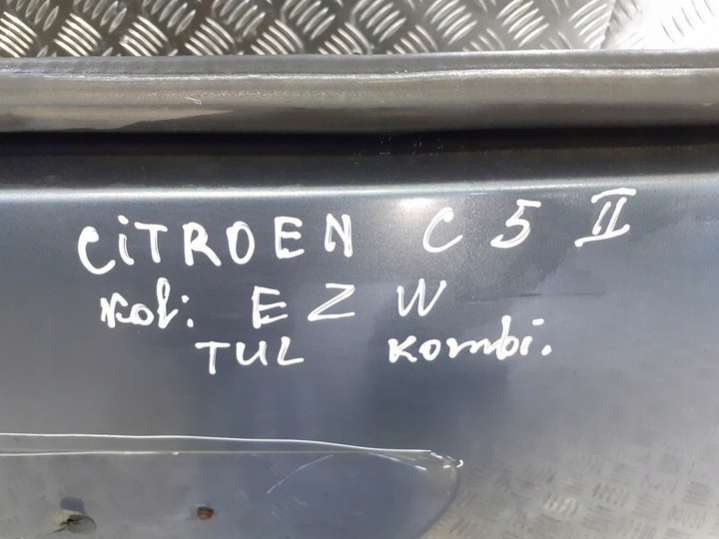 CiTROEN C 5 II
kol: EZW
TUL kombi.